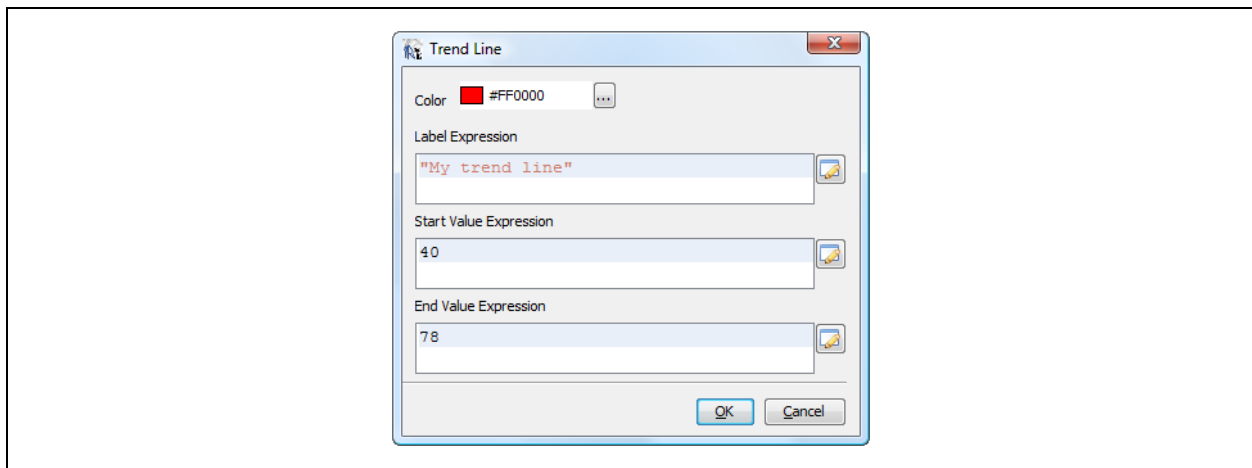 Trend Line
Color #FF0000 ...
Label Expression
"My trend line"
Start Value Expression
40
End Value Expression
78
OK Cancel